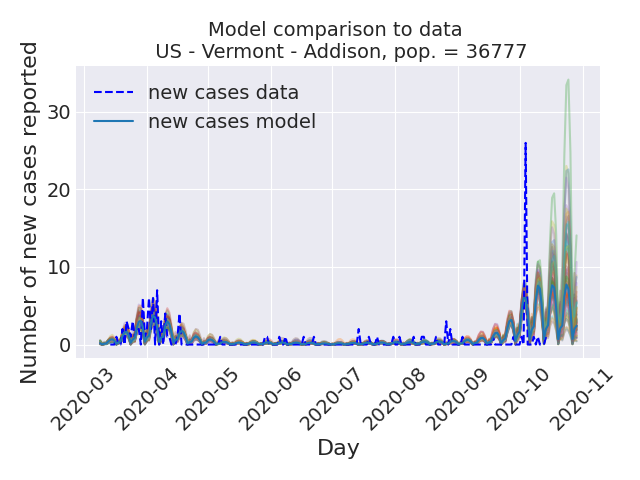 Model comparison to data
US - Vermont - Addison, pop. = 36777
Number of new cases reported
new cases data
new cases model
30
20
10
0
2020-03
2020-04
2020-05
2020-06
2020-07
2020-08
2020-09
2020-10
2020-11
Day